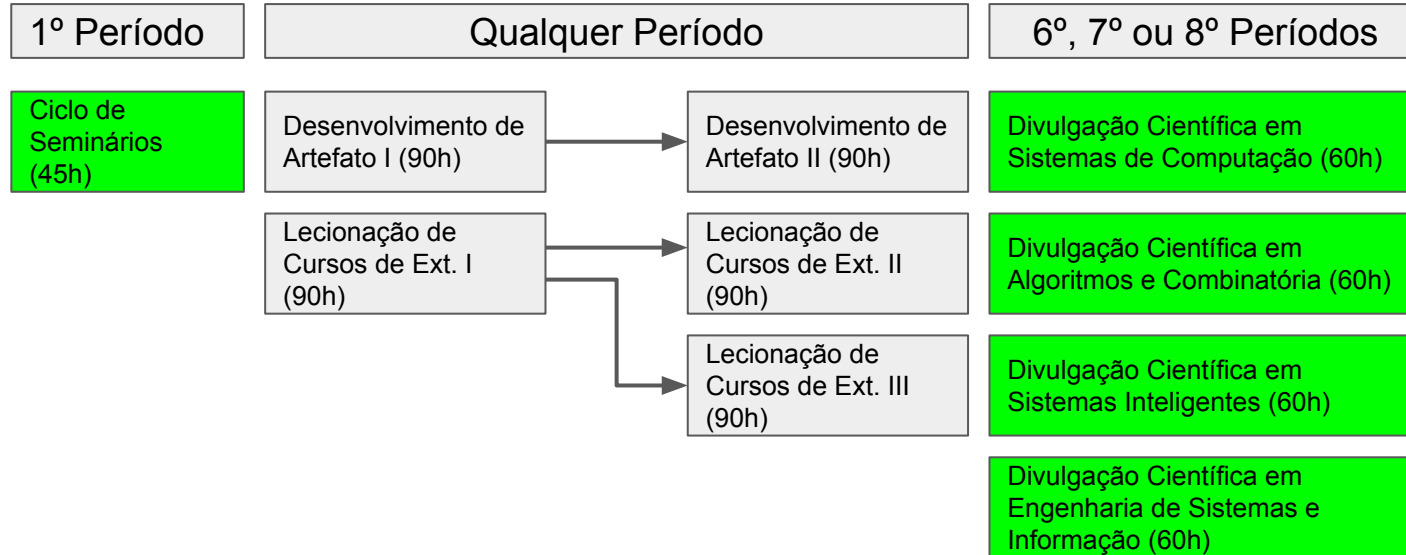 1º Período
Qualquer Período
6º, 7º ou 8º Períodos
Ciclo de
Seminários
(45h)
Desenvolvimento de
Artefato I (90h)
Desenvolvimento de
Artefato II (90h)
Divulgação Científica em
Sistemas de Computação (60h)
Lecionação de
Cursos de Ext. I
(90h)
Lecionação de
Cursos de Ext. II
(90h)
Divulgação Científica em
Algoritmos e Combinatória (60h)
Lecionação de
Cursos de Ext. III
(90h)
Divulgação Científica em
Sistemas Inteligentes (60h)
Divulgação Científica em
Engenharia de Sistemas e
Informação (60h)